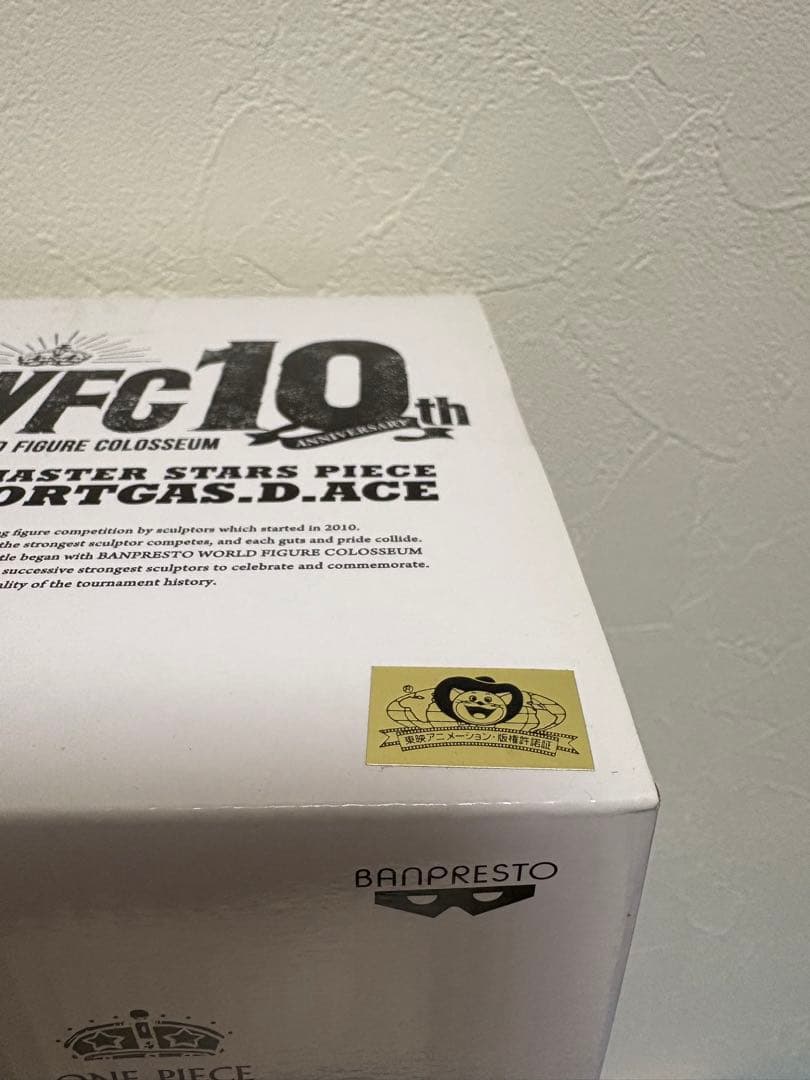 WFC10th
ANNIVERSARY
FIGURE COLOSSEUM
MASTER STARS PIECE
PORTGAS.D.ACE
figure competition by sculptors which started in 2010.
the strongest sculptor competes, and each guts and pride collide.
began with BANPRESTO WORLD FIGURE COLOSSEUM
successive strongest sculptors to celebrate and commemorate.
of the tournament history.
®
東映アニメーション・版権許諾証
BANPRESTO
ONE PIECE